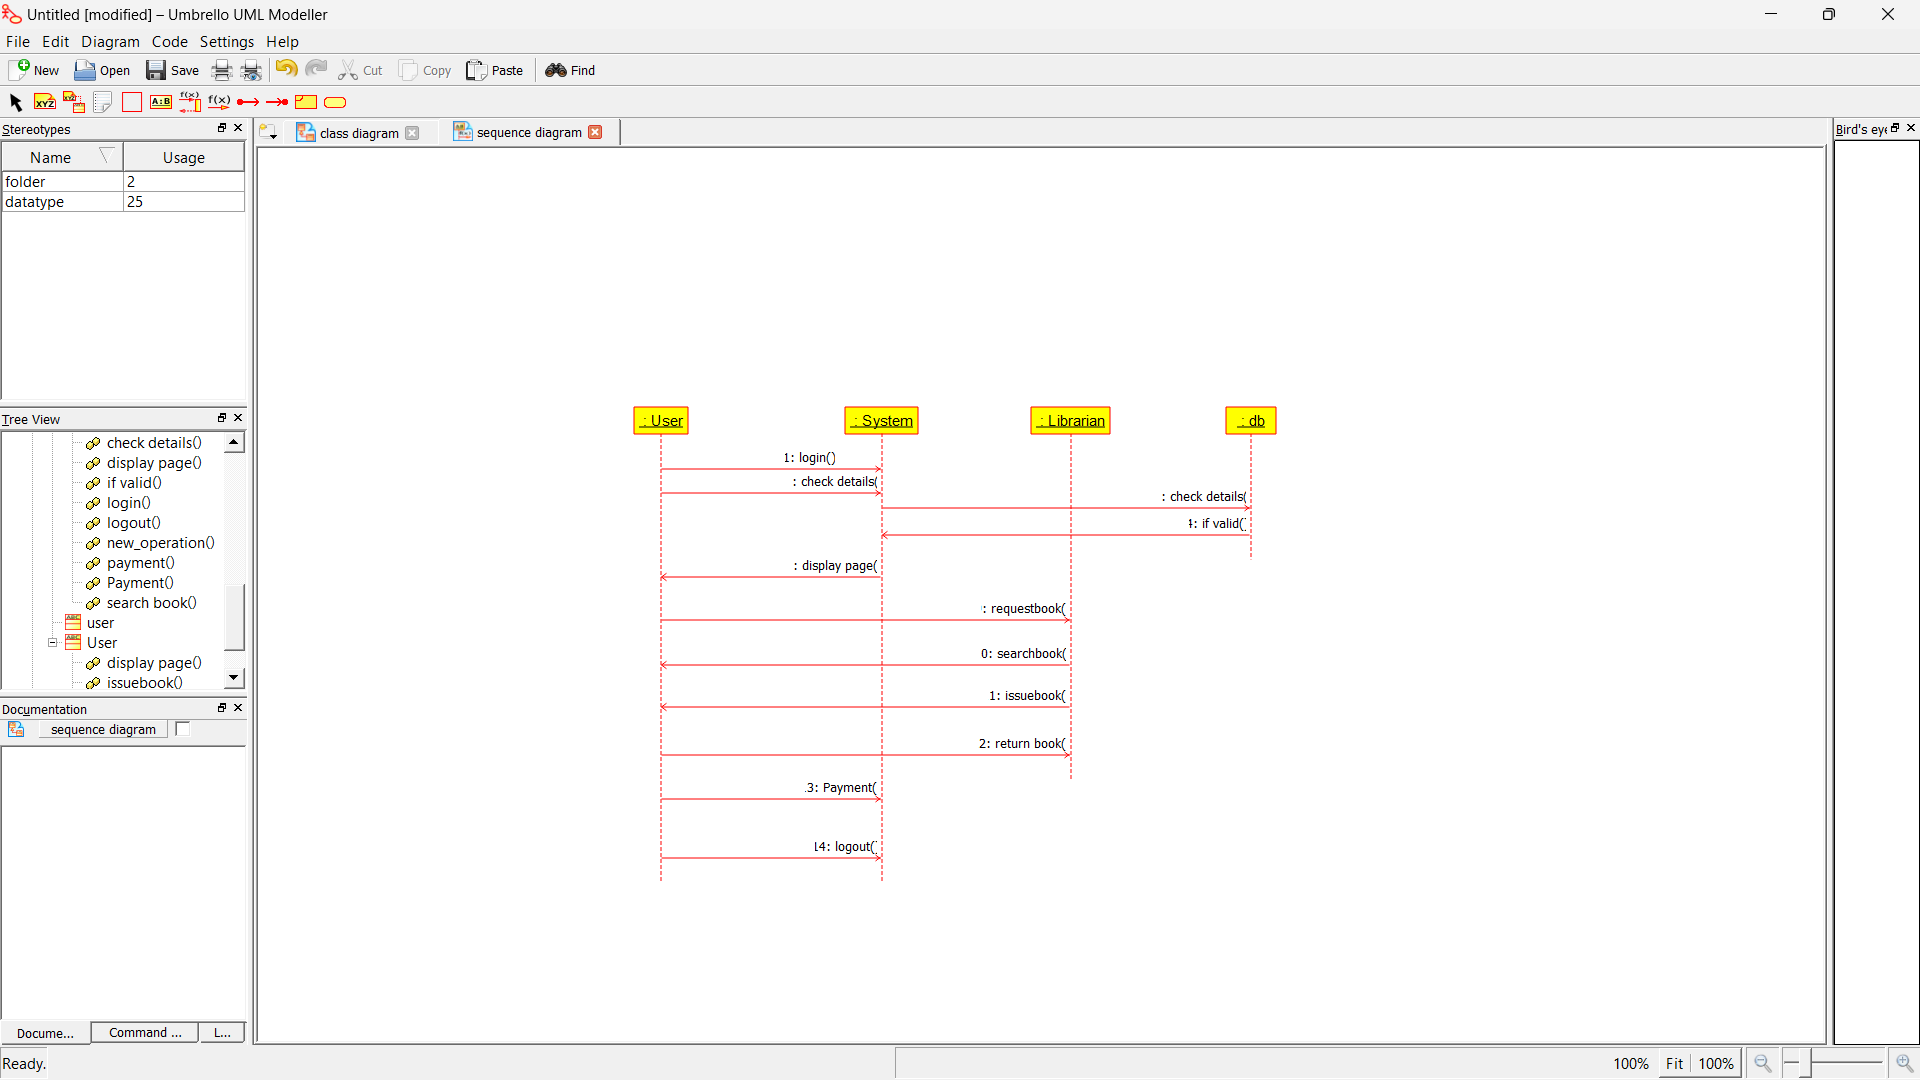 Untitled [modified] – Umbrello UML Modeller
File Edit Diagram Code Settings Help
New Open Save Cut Copy Paste Find
XYZ A:B f(x) f(x)
Stereotypes
Name Usage
folder 2
datatype 25
Tree View
check details()
display page()
if valid()
login()
logout()
new_operation()
payment()
Payment()
search book()
user
User
display page()
issuebook()
Documentation
sequence diagram
Docume... Command ... L...
Ready.
class diagram sequence diagram
: User : System : Librarian : db
1: login()
: check details(
: check details(
: if valid()
: display page(
: requestbook(
0: searchbook(
1: issuebook(
2: return book(
.3: Payment(
14: logout()
Bird's eye
100% Fit 100%